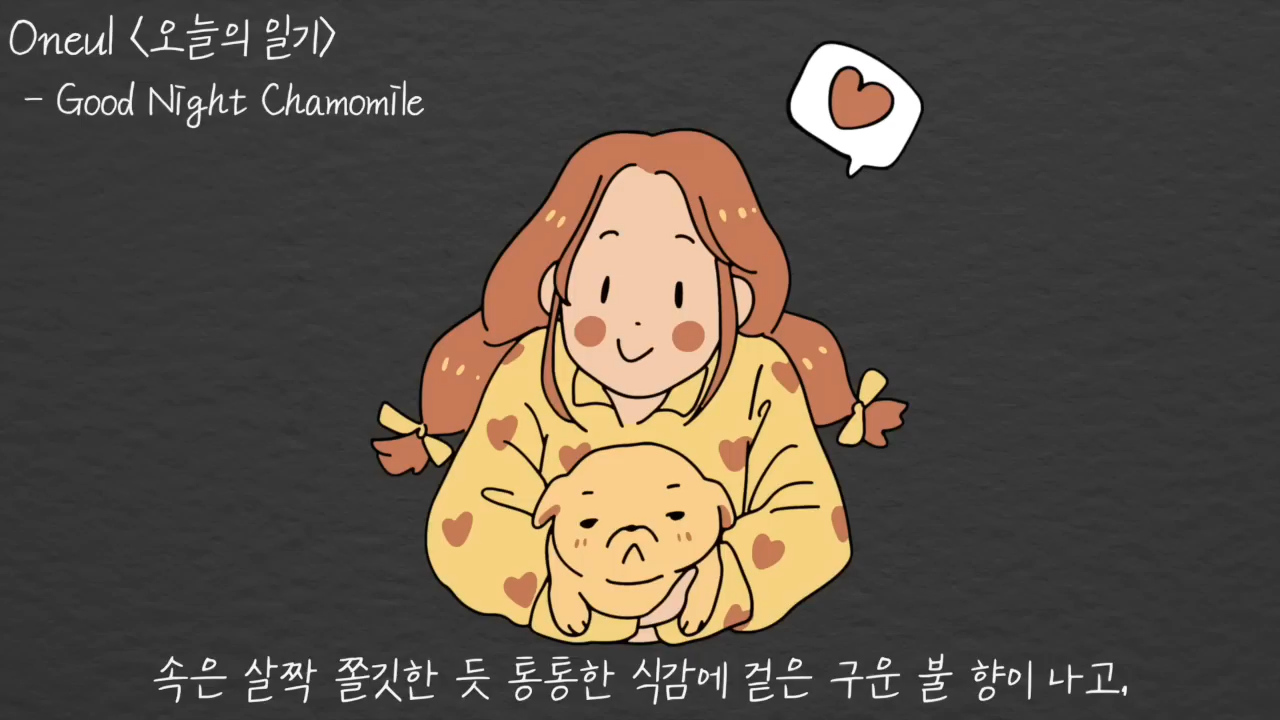 Oneul <오늘의 일기>
- Good Night Chamomile
속은 살짝 쫄깃한 듯 통통한 식감에 겉은 구운 불 향이 나고,